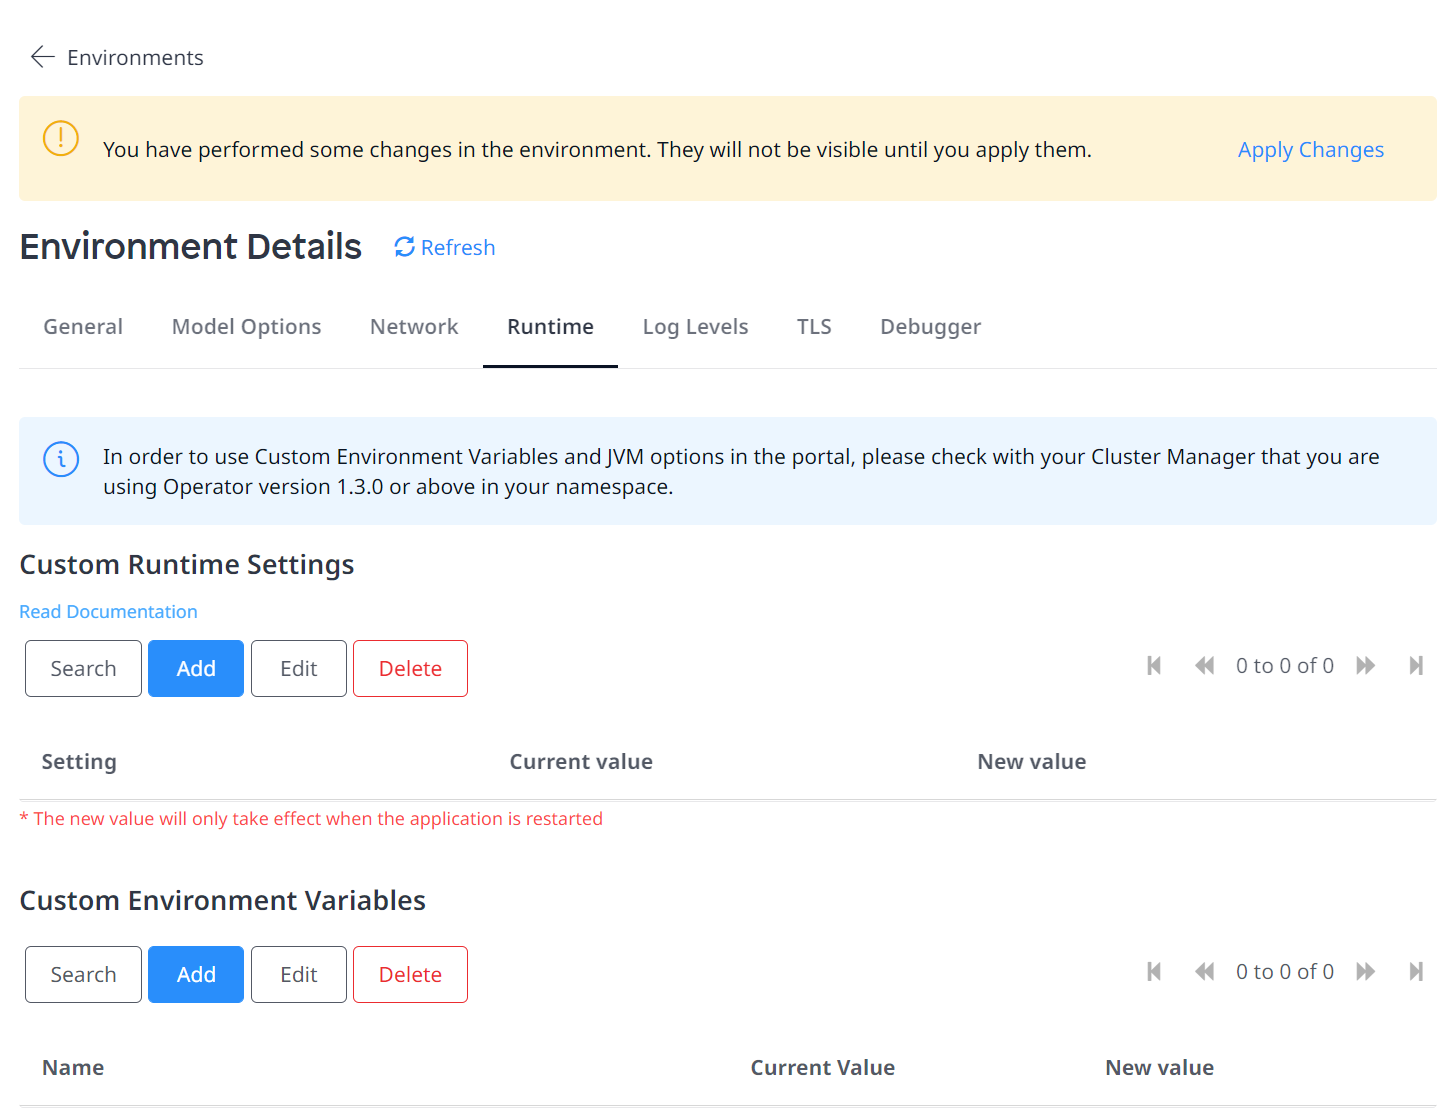 Environments
You have performed some changes in the environment. They will not be visible until you apply them. Apply Changes
Environment Details Refresh
General Model Options Network Runtime Log Levels TLS Debugger
In order to use Custom Environment Variables and JVM options in the portal, please check with your Cluster Manager that you are
using Operator version 1.3.0 or above in your namespace.
Custom Runtime Settings
Read Documentation
Search Add Edit Delete 0 to 0 of 0
Setting Current value New value
* The new value will only take effect when the application is restarted
Custom Environment Variables
Search Add Edit Delete 0 to 0 of 0
Name Current Value New value